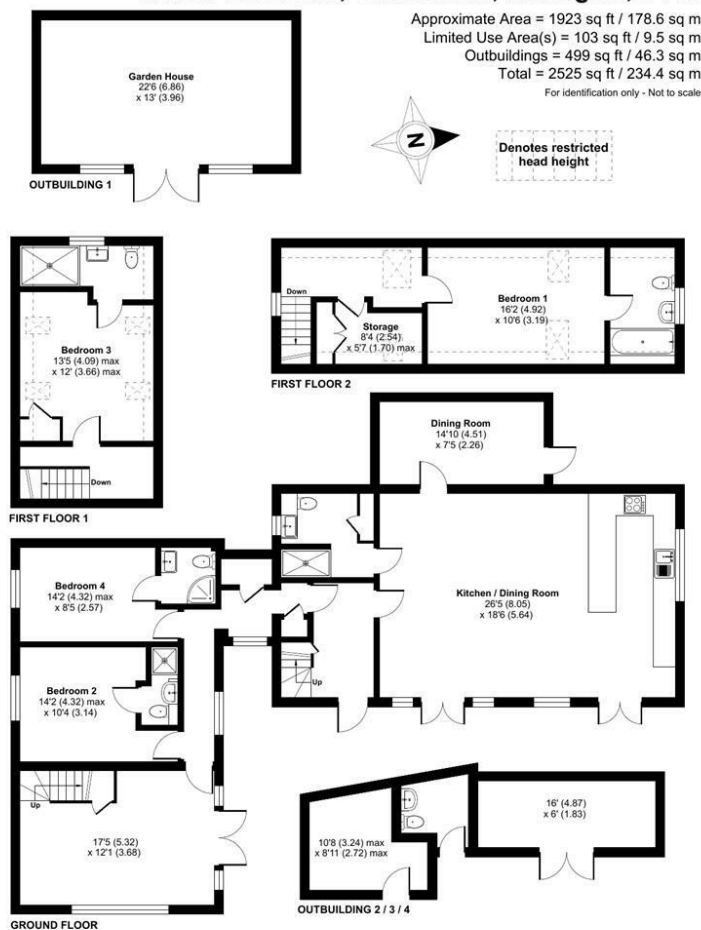 Approximate Area = 1923 sq ft / 178.6 sq m
Limited Use Area(s) = 103 sq ft / 9.5 sq m
Outbuildings = 499 sq ft / 46.3 sq m
Total = 2525 sq ft / 234.4 sq m
For identification only - Not to scale
Garden House
22'6 (6.86)
x 13' (3.96)
OUTBUILDING 1
N
Denotes restricted
head height
Bedroom 3
13'5 (4.09) max
x 12' (3.66) max
Down
FIRST FLOOR 1
Down
Storage
8'4 (2.54)
x 5'7 (1.70) max
Bedroom 1
16'2 (4.92)
x 10'6 (3.19)
FIRST FLOOR 2
Dining Room
14'10 (4.51)
x 7'5 (2.26)
Kitchen / Dining Room
26'5 (8.05)
x 18'6 (5.64)
Bedroom 4
14'2 (4.32) max
x 8'5 (2.57)
Up
Bedroom 2
14'2 (4.32) max
x 10'4 (3.14)
Up
17'5 (5.32)
x 12'1 (3.68)
GROUND FLOOR
10'8 (3.24) max
x 8'11 (2.72) max
16' (4.87)
x 6' (1.83)
OUTBUILDING 2 / 3 / 4